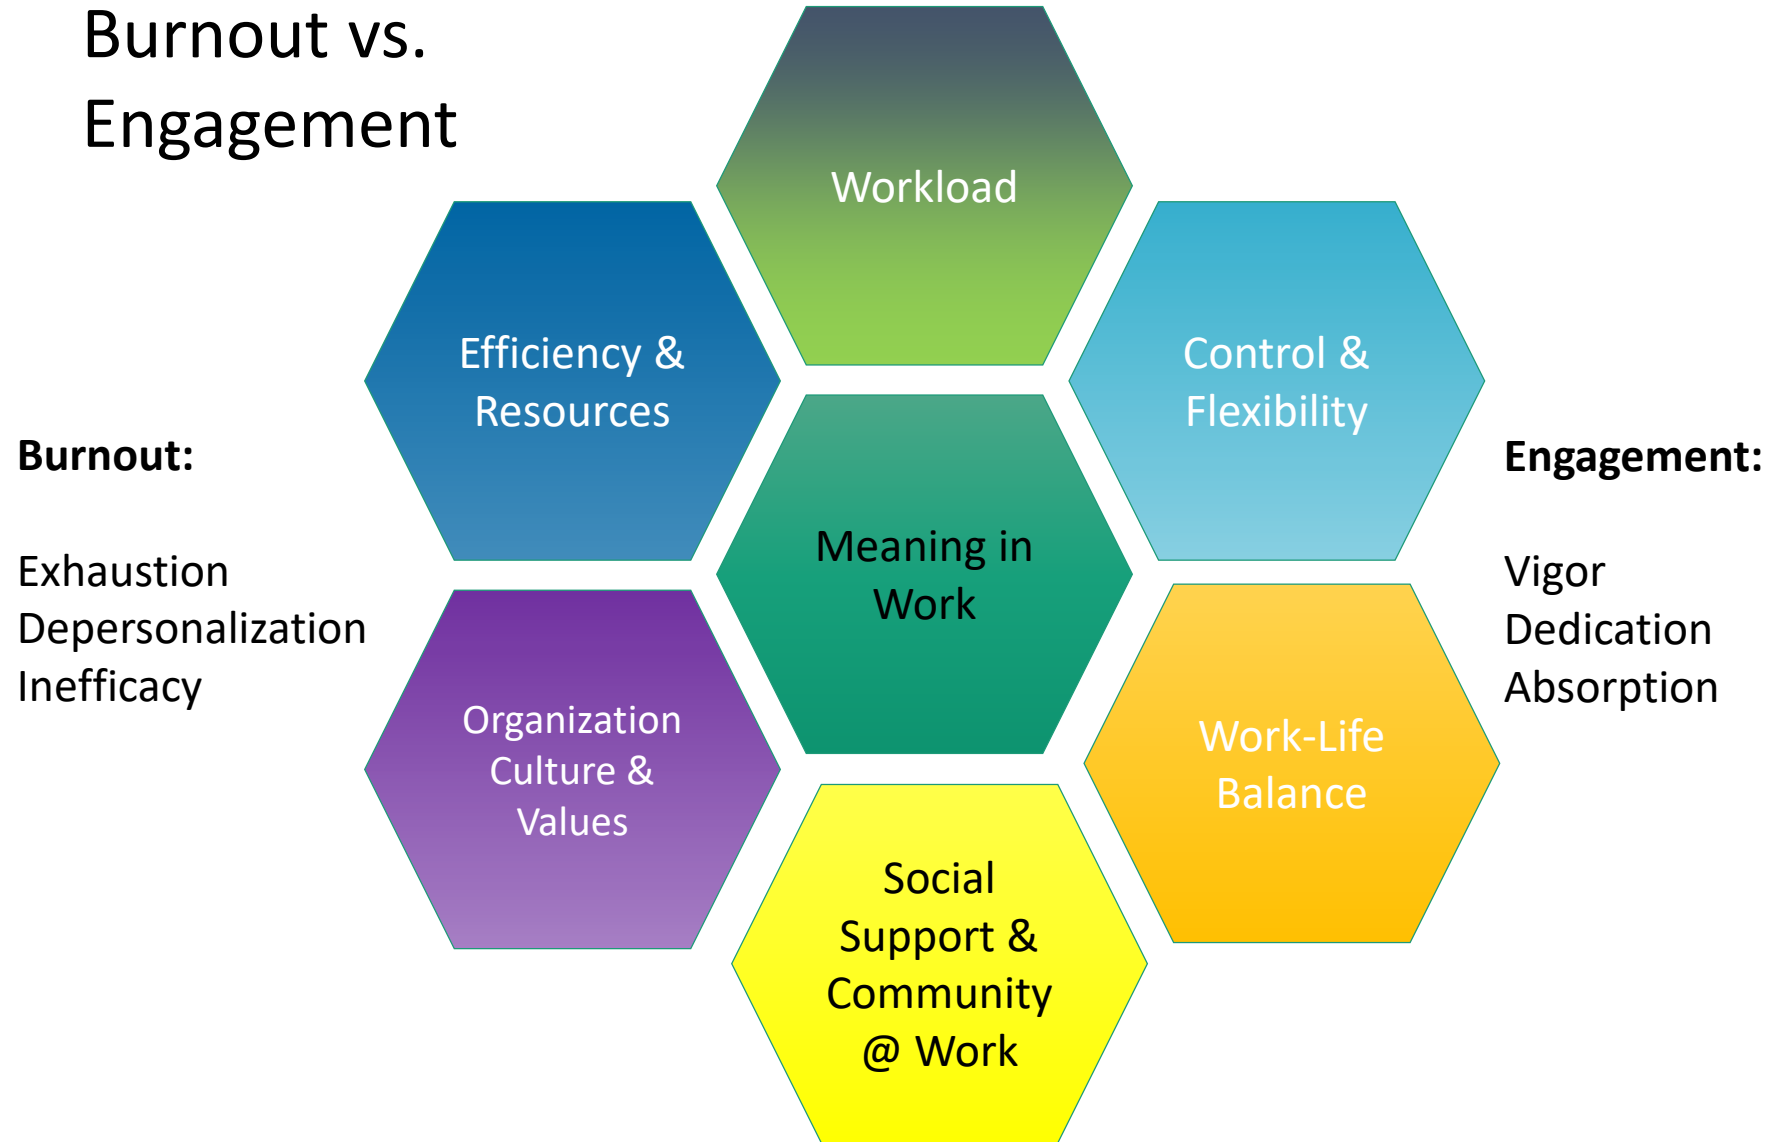 Burnout vs.
Engagement
Workload
Efficiency &
Resources
Control &
Flexibility
Burnout:
Exhaustion
Depersonalization
Inefficacy
Meaning in
Work
Engagement:
Vigor
Dedication
Absorption
Organization
Culture &
Values
Work-Life
Balance
Social
Support &
Community
@ Work